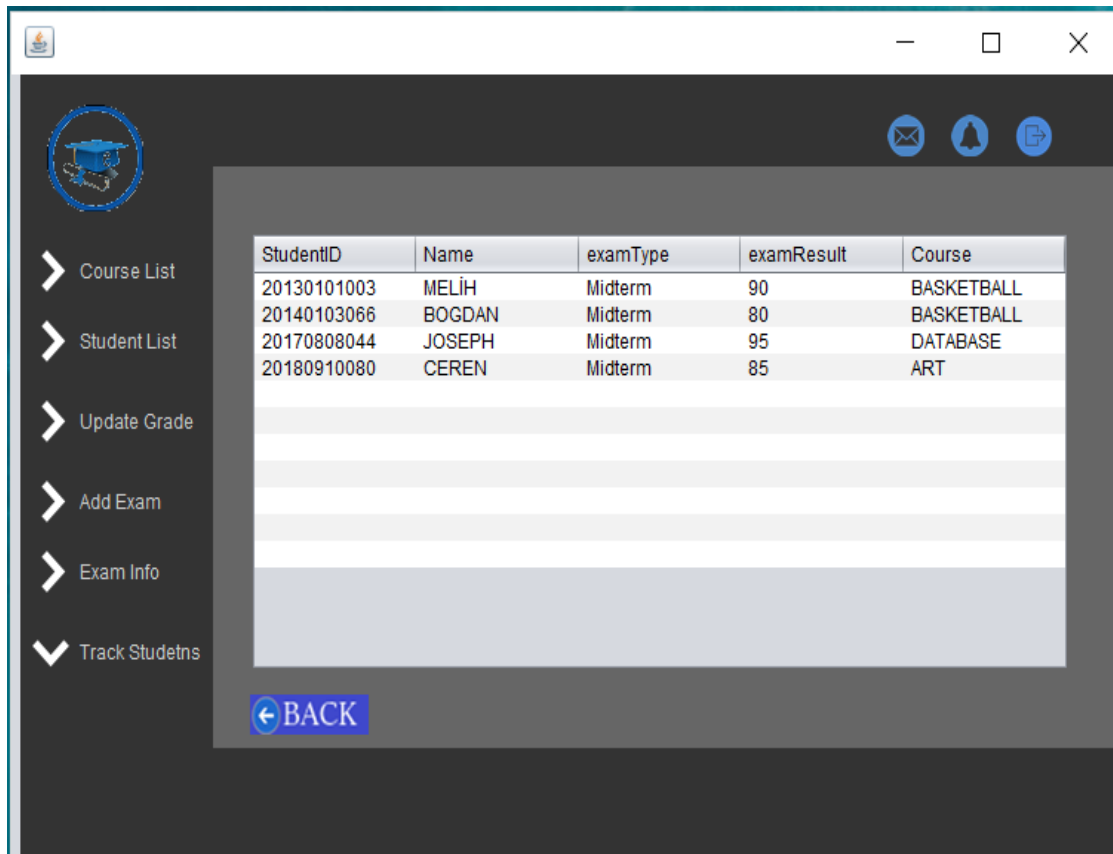 Course List
Student List
Update Grade
Add Exam
Exam Info
Track Studetns
StudentID Name examType examResult Course
20130101003 MELİH Midterm 90 BASKETBALL
20140103066 BOGDAN Midterm 80 BASKETBALL
20170808044 JOSEPH Midterm 95 DATABASE
20180910080 CEREN Midterm 85 ART
BACK